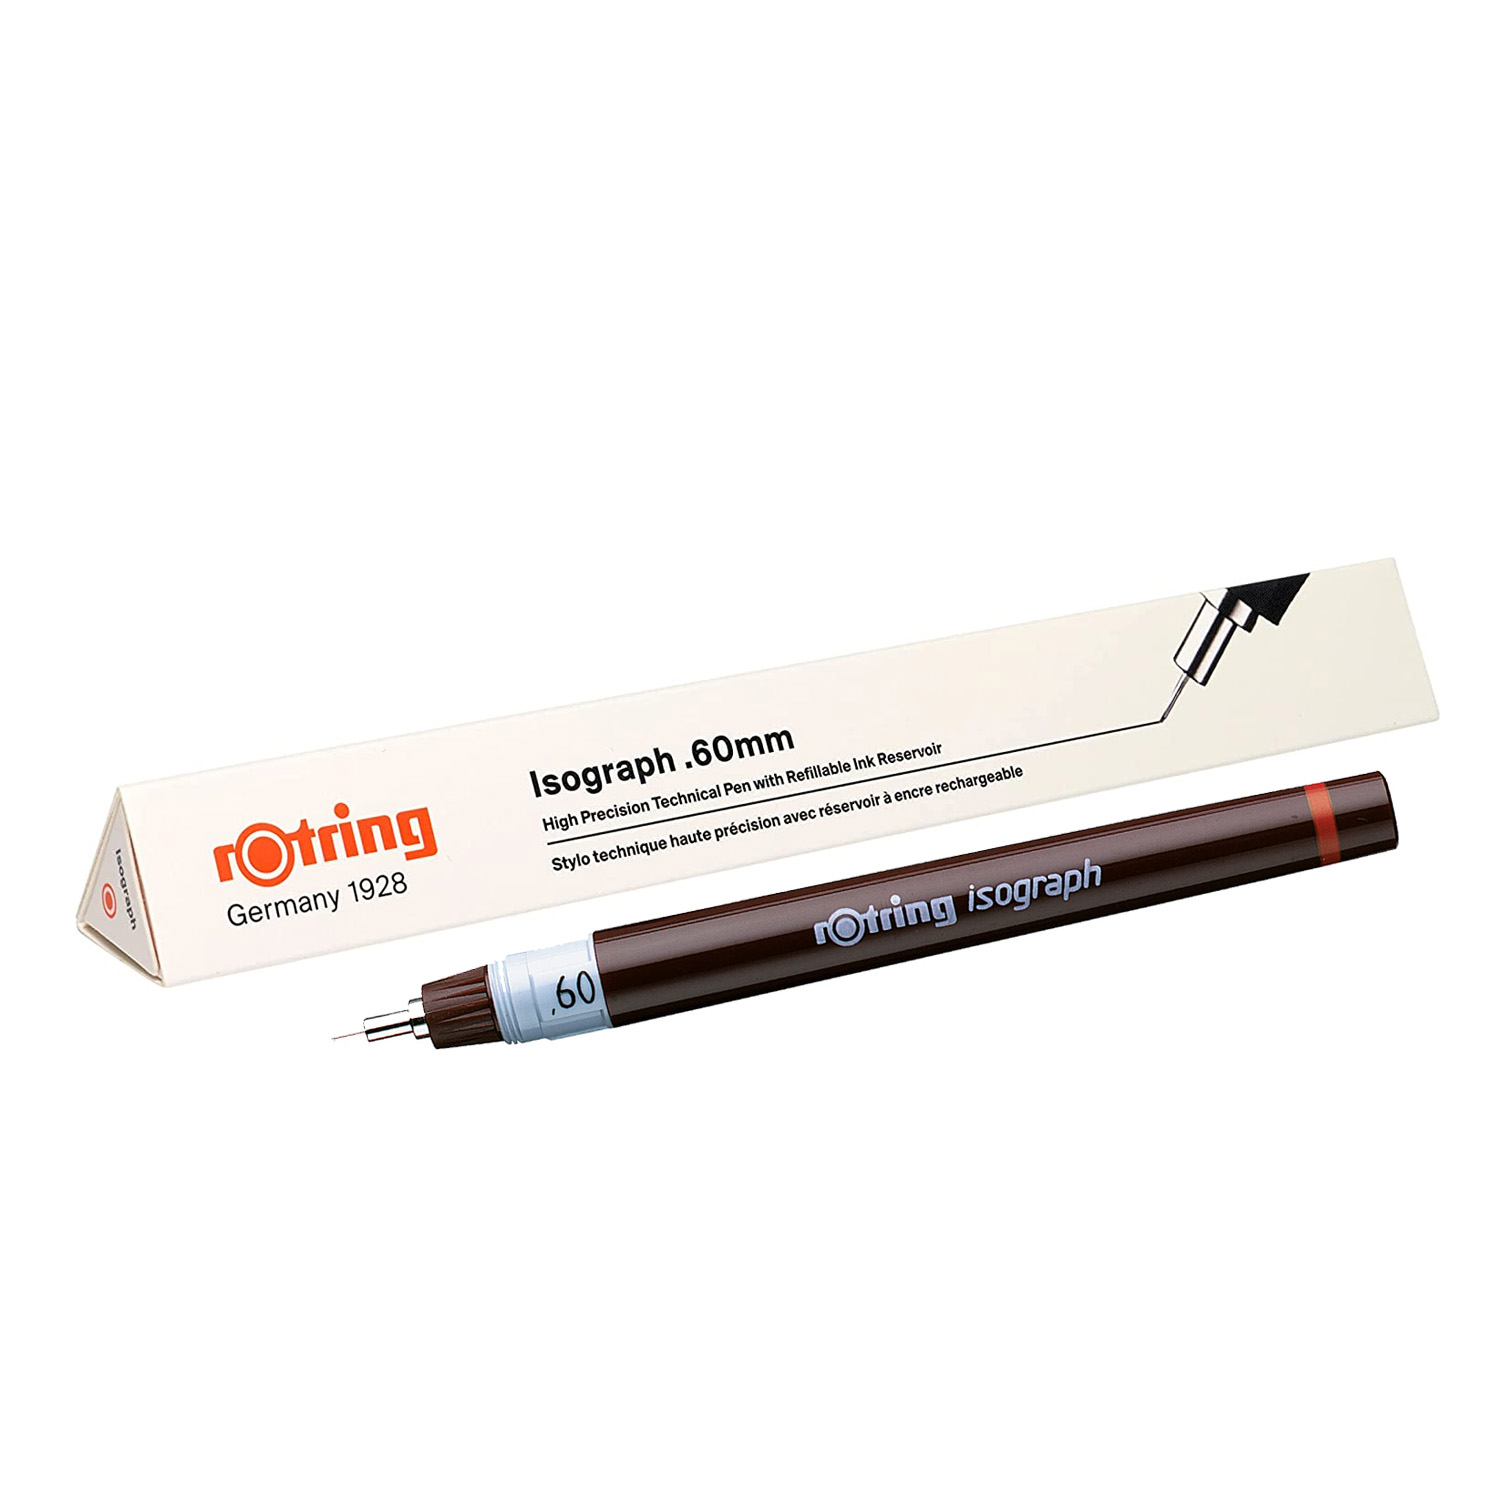 Isograph
rotring
Germany 1928
Isograph .60mm
High Precision Technical Pen with Refillable Ink Reservoir
Stylo technique haute précision avec réservoir à encre rechargeable
.60
rotring isograph